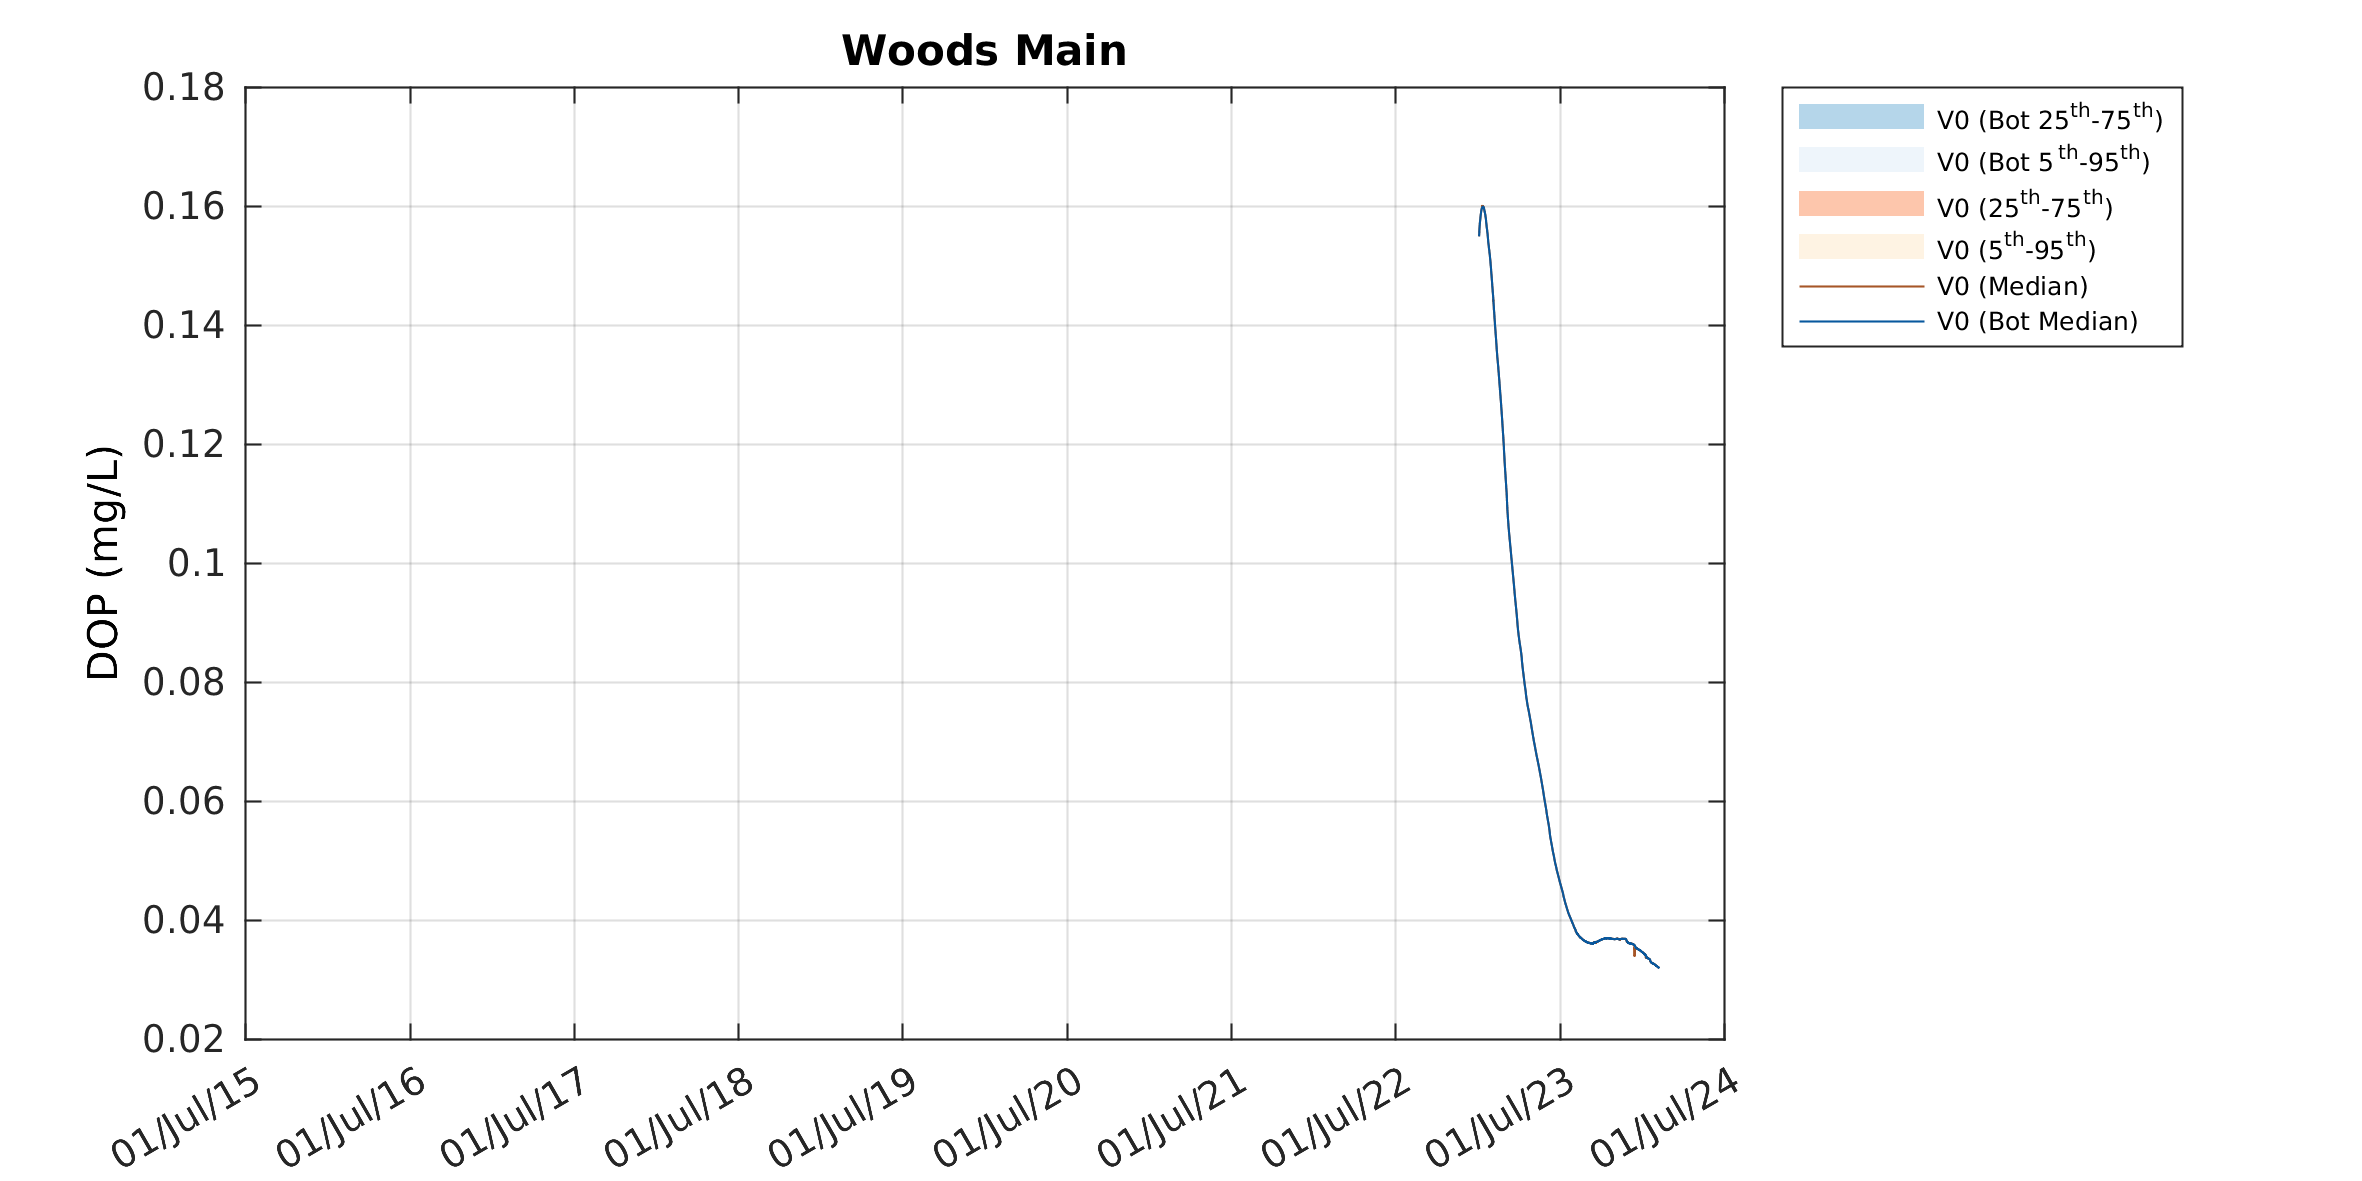 Woods Main
0.18
0.16
0.14
0.12
0.1
0.08
0.06
0.04
0.02
DOP (mg/L)
01/Jul/15
01/Jul/16
01/Jul/17
01/Jul/18
01/Jul/19
01/Jul/20
01/Jul/21
01/Jul/22
01/Jul/23
01/Jul/24
V0 (Bot 25th-75th)
V0 (Bot 5th-95th)
V0 (25th-75th)
V0 (5th-95th)
V0 (Median)
V0 (Bot Median)